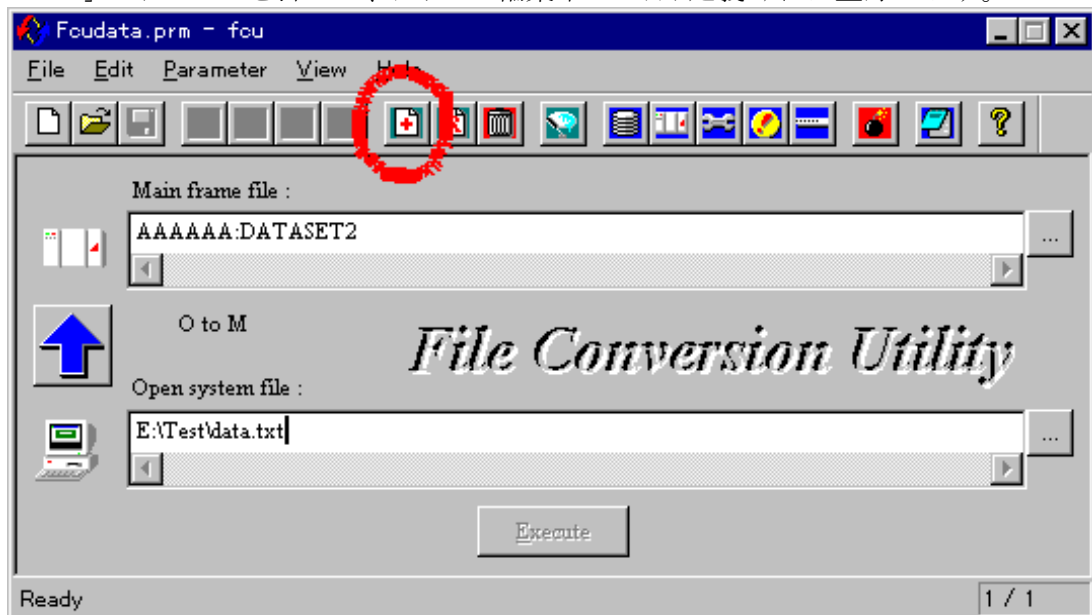 Fcudata.prm - fcu
File Edit Parameter View Help
Main frame file :
AAAAAA:DATASET2
...
O to M
File Conversion Utility
Open system file :
E:\Test\data.txt
...
Execute
Ready
1 / 1